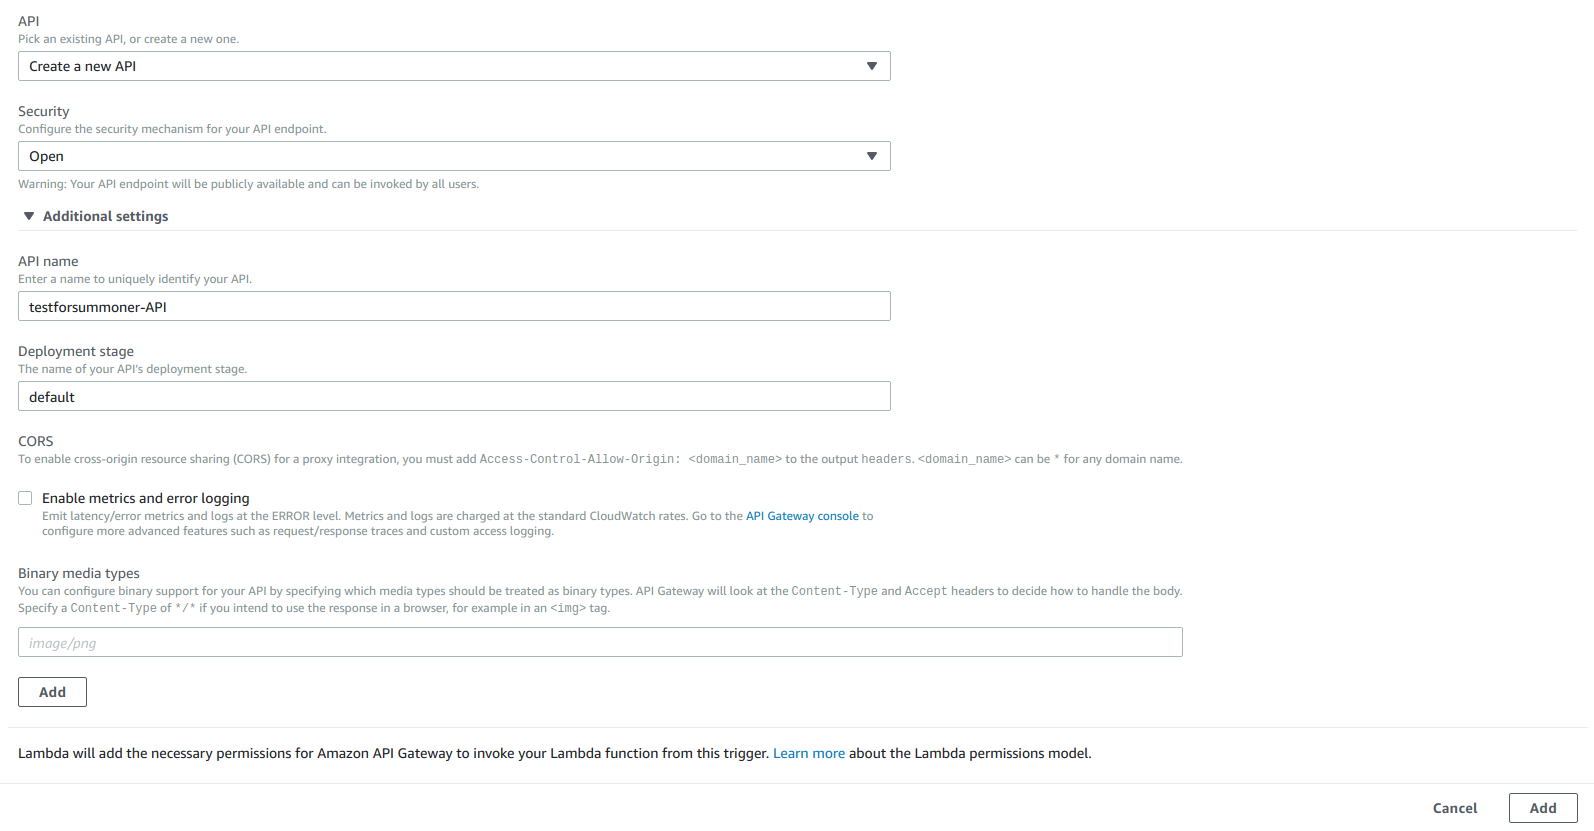 API
Pick an existing API, or create a new one.
Create a new API
Security
Configure the security mechanism for your API endpoint.
Open
Warning: Your API endpoint will be publicly available and can be invoked by all users.
Additional settings
API name
Enter a name to uniquely identify your API.
testforsummoner-API
Deployment stage
The name of your API's deployment stage.
default
CORS
To enable cross-origin resource sharing (CORS) for a proxy integration, you must add Access-Control-Allow-Origin: <domain_name> to the output headers. <domain_name> can be * for any domain name.
Enable metrics and error logging
Emit latency/error metrics and logs at the ERROR level. Metrics and logs are charged at the standard CloudWatch rates. Go to the API Gateway console to
configure more advanced features such as request/response traces and custom access logging.
Binary media types
You can configure binary support for your API by specifying which media types should be treated as binary types. API Gateway will look at the Content-Type and Accept headers to decide how to handle the body.
Specify a Content-Type of */* if you intend to use the response in a browser, for example in an <img> tag.
image/png
Add
Lambda will add the necessary permissions for Amazon API Gateway to invoke your Lambda function from this trigger. Learn more about the Lambda permissions model.
Cancel Add